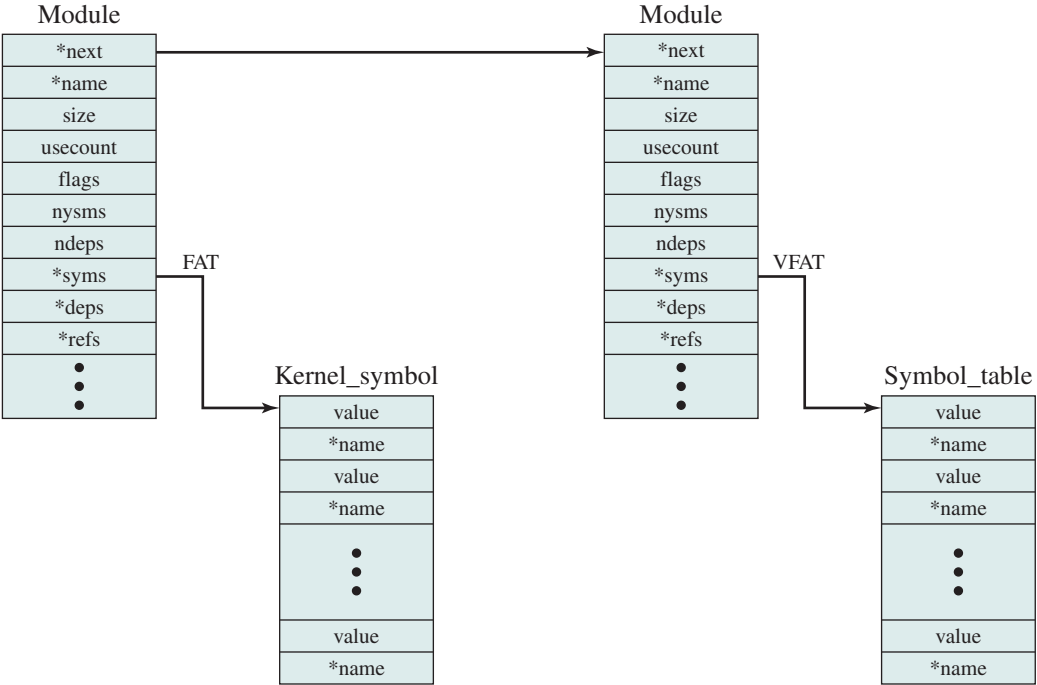 Module
*next
*name
size
usecount
flags
nysms
ndeps
*syms
*deps
*refs
FAT
Kernel_symbol
value
*name
value
*name
value
*name
Module
*next
*name
size
usecount
flags
nysms
ndeps
*syms
*deps
*refs
VFAT
Symbol_table
value
*name
value
*name
value
*name